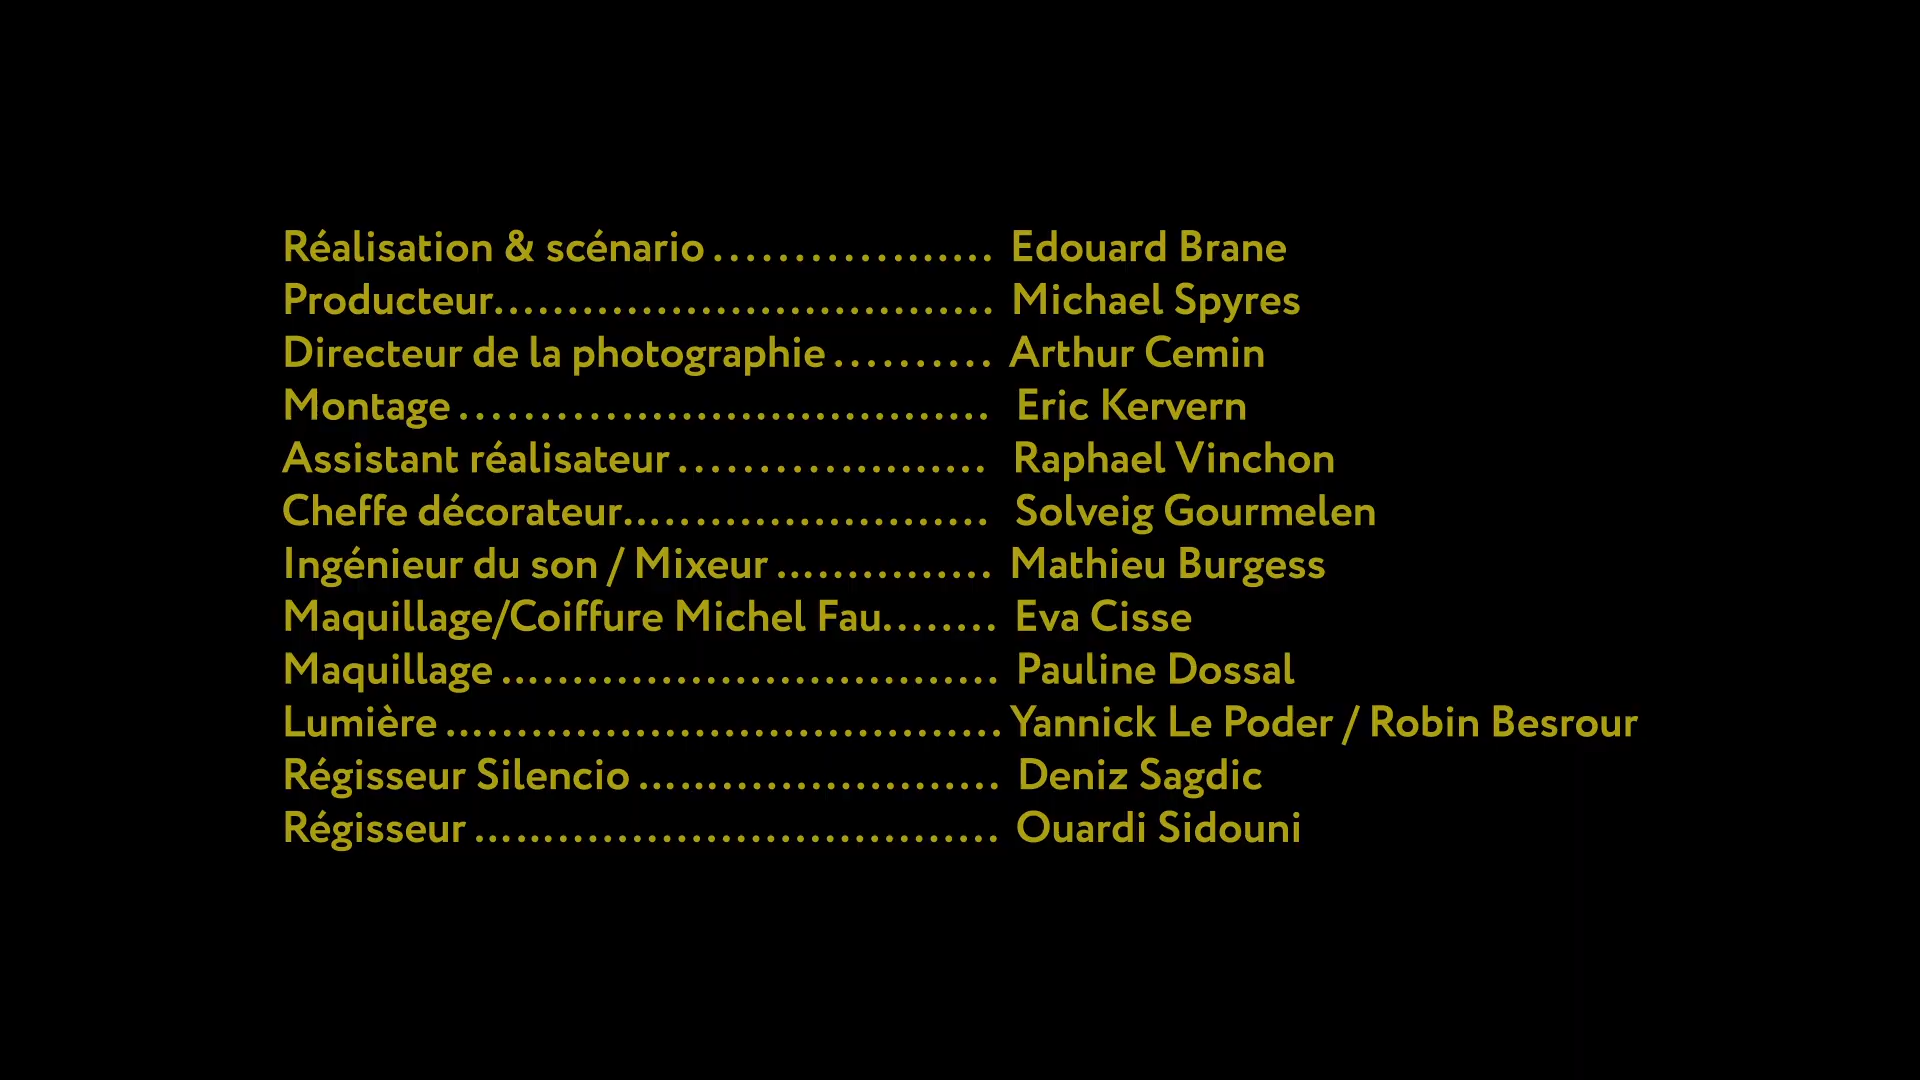 Réalisation & scénario .................. Edouard Brane
Producteur................................. Michael Spyres
Directeur de la photographie .......... Arthur Cemin
Montage .................................... Eric Kervern
Assistant réalisateur .................... Raphael Vinchon
Cheffe décorateur........................ Solveig Gourmelen
Ingénieur du son / Mixeur ............... Mathieu Burgess
Maquillage/Coiffure Michel Fau........ Eva Cisse
Maquillage .................................. Pauline Dossal
Lumière ...................................... Yannick Le Poder / Robin Besrour
Régisseur Silencio ......................... Deniz Sagdic
Régisseur .................................... Ouardi Sidouni